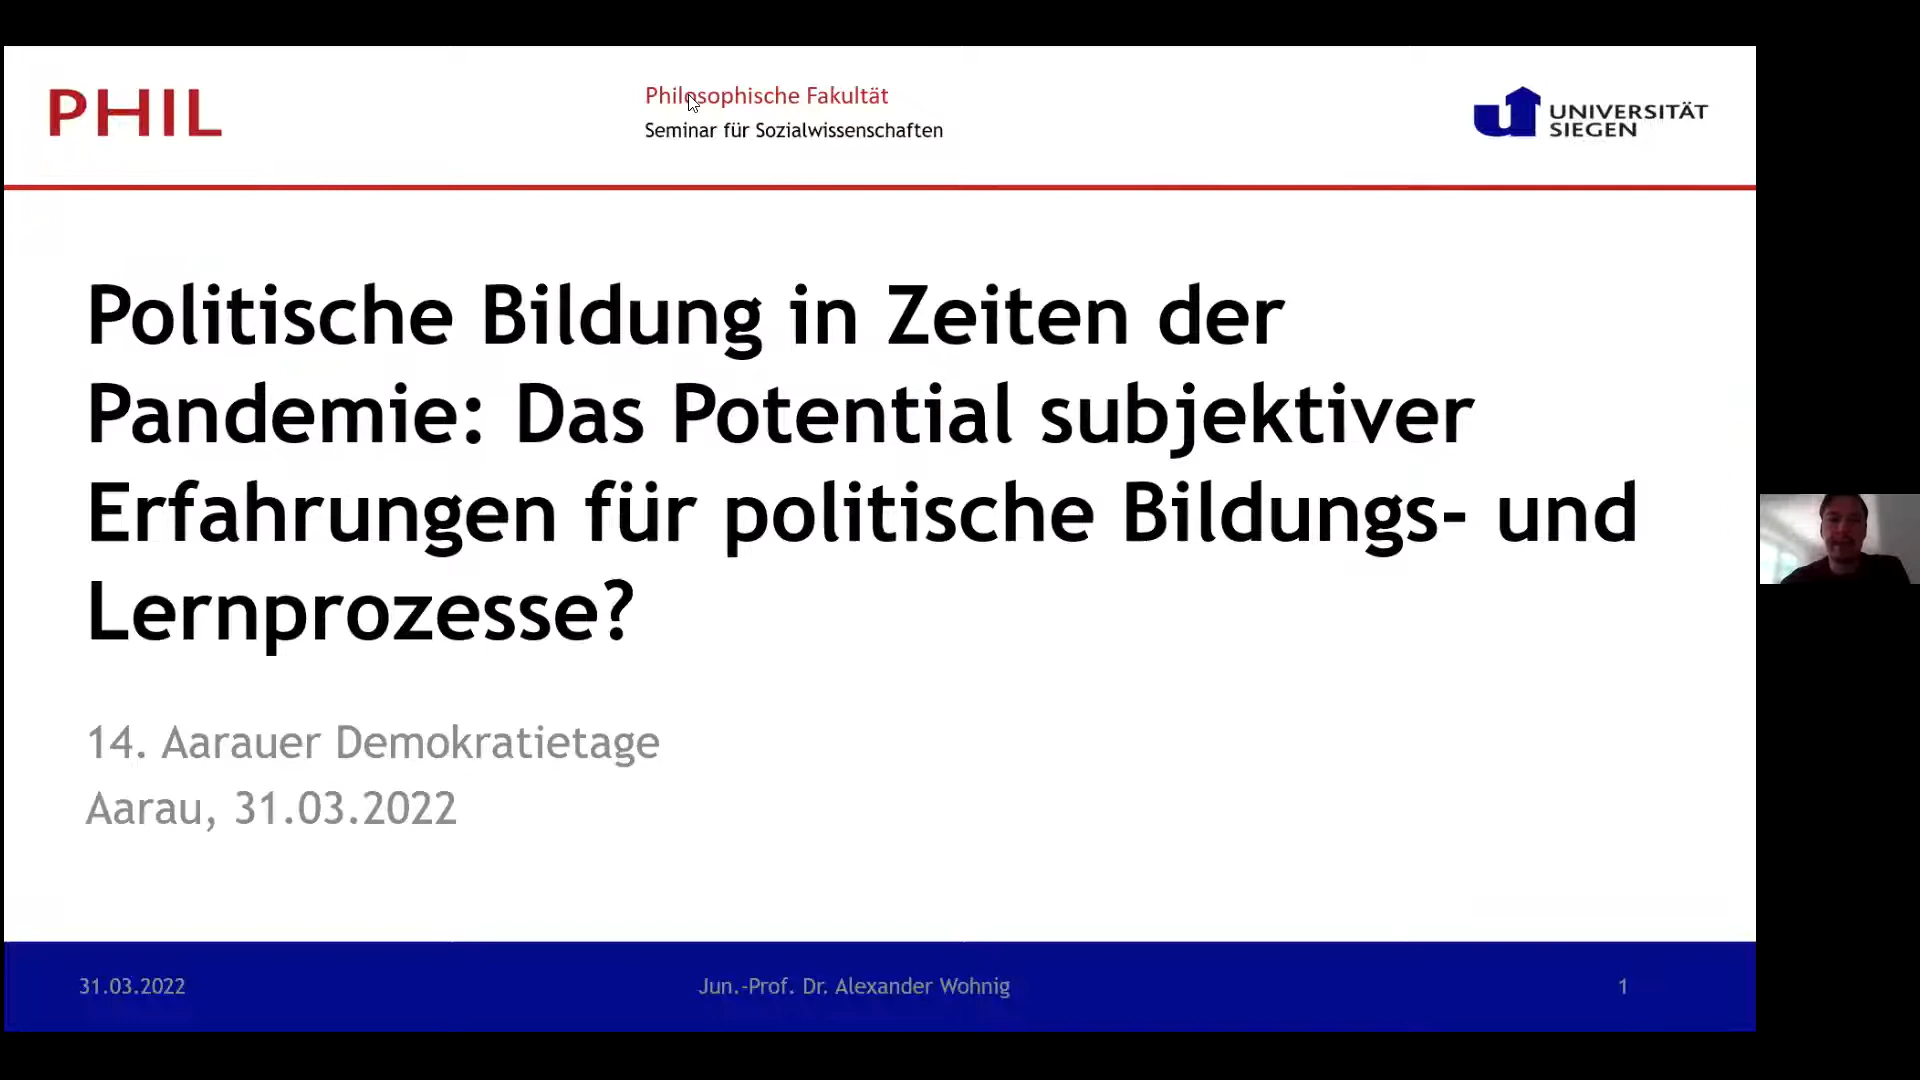 PHIL
Philosophische Fakultät
Seminar für Sozialwissenschaften
UNIVERSITÄT
SIEGEN
Politische Bildung in Zeiten der
Pandemie: Das Potential subjektiver
Erfahrungen für politische Bildungs- und
Lernprozesse?
14. Aarauer Demokratietage
Aarau, 31.03.2022
31.03.2022
Jun.-Prof. Dr. Alexander Wohnig
1